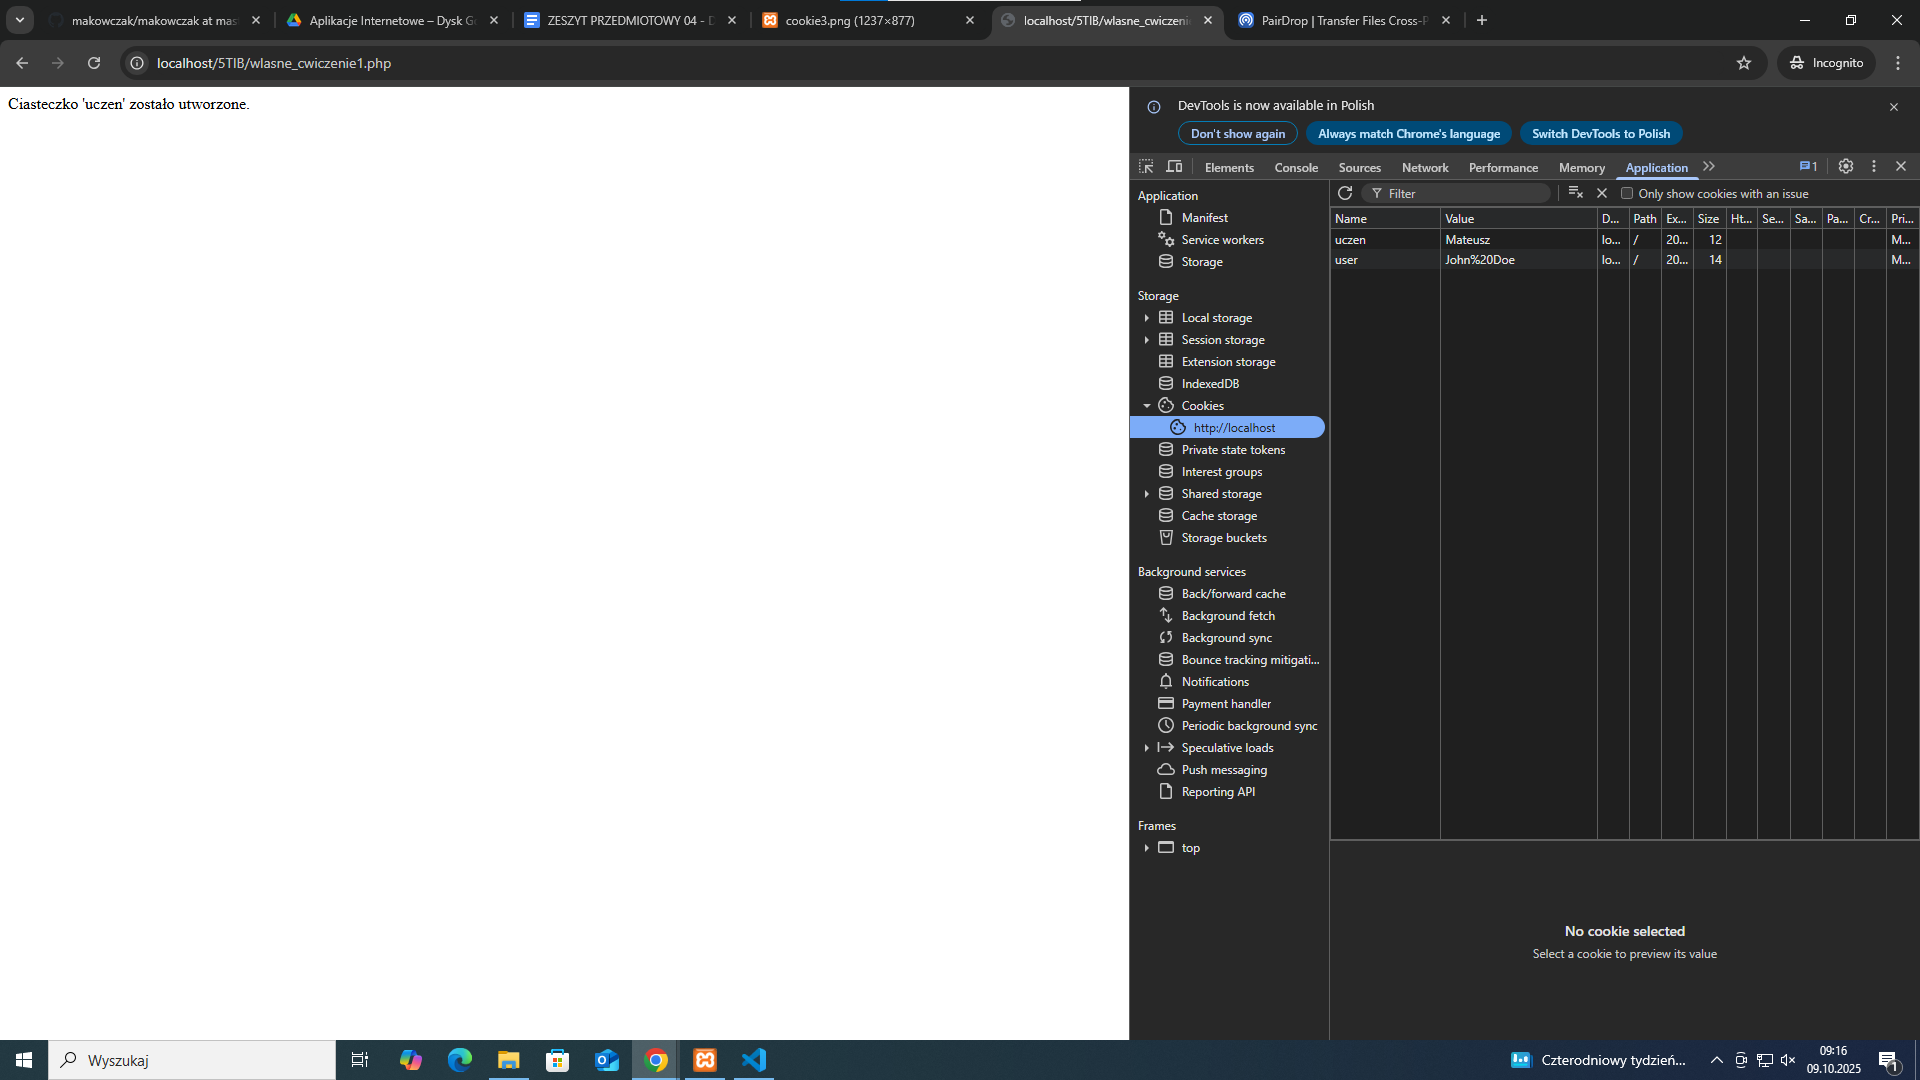 makowczak/makowczak at mas
Aplikacje Internetowe – Dysk Go
ZESZYT PRZEDMIOTOWY 04 - D
cookie3.png (1237×877)
localhost/5TIB/wlasne_cwiczenie
PairDrop | Transfer Files Cross-P
localhost/5TIB/wlasne_cwiczenie1.php
Incognito
Ciasteczko 'uczen' zostało utworzone.
DevTools is now available in Polish
Don't show again
Always match Chrome's language
Switch DevTools to Polish
Elements
Console
Sources
Network
Performance
Memory
Application
1
Filter
Only show cookies with an issue
Name Value D... Path Ex... Size Ht... Se... Sa... Pa... Cr... Pri...
uczen Mateusz lo... / 20... 12 M...
user John%20Doe lo... / 20... 14 M...
Application
Manifest
Service workers
Storage
Storage
Local storage
Session storage
Extension storage
IndexedDB
Cookies
http://localhost
Private state tokens
Interest groups
Shared storage
Cache storage
Storage buckets
Background services
Back/forward cache
Background fetch
Background sync
Bounce tracking mitigati...
Notifications
Payment handler
Periodic background sync
Speculative loads
Push messaging
Reporting API
Frames
top
No cookie selected
Select a cookie to preview its value
Wyszukaj
Czterodniowy tydzień...
09:16
09.10.2025
1